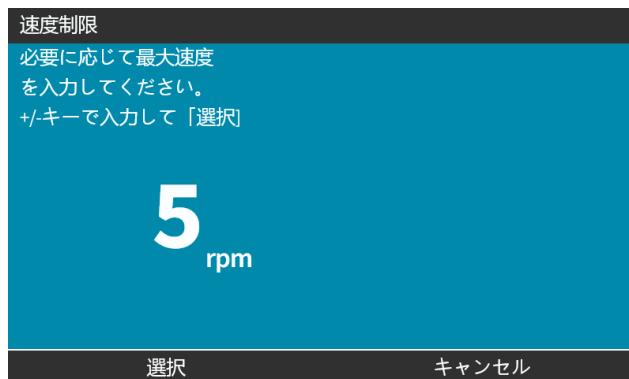 速度制限
必要に応じて最大速度
を入力してください。
+/-キーで入力して「選択]
5
rpm
選択
キャンセル